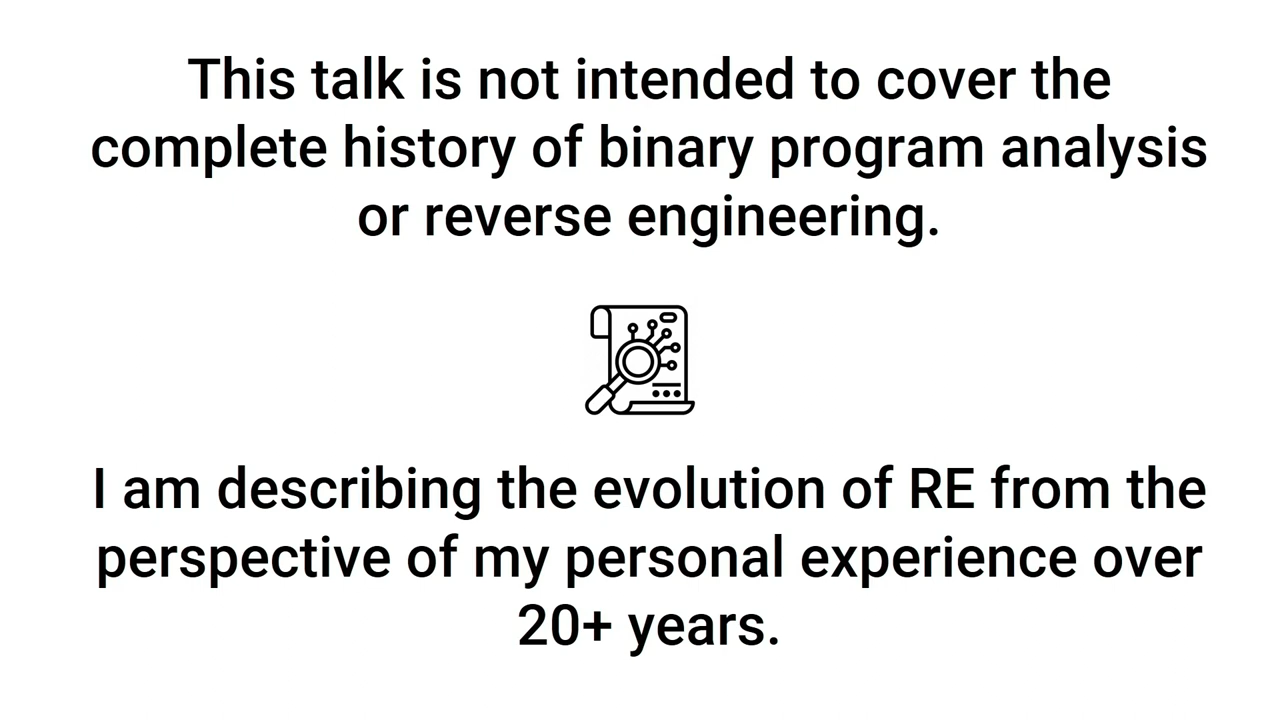 This talk is not intended to cover the
complete history of binary program analysis
or reverse engineering.
I am describing the evolution of RE from the
perspective of my personal experience over
20+ years.